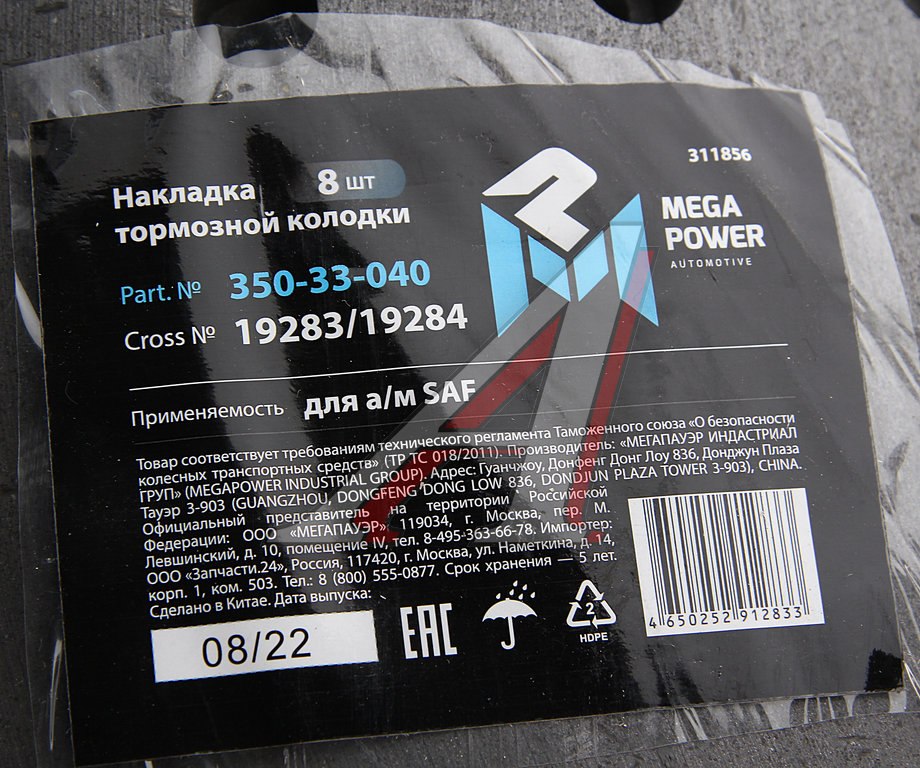 311856
Накладка 8 шт
тормозной колодки
MEGA
POWER
AUTOMOTIVE
Part. № 350-33-040
Cross № 19283/19284
Применяемость для а/м SAF
Товар соответствует требованиям технического регламента Таможенного союза «О безопасности
колесных транспортных средств» (ТР ТС 018/2011). Производитель: «МЕГАПАУЭР ИНДАСТРИАЛ
ГРУП» (MEGAPOWER INDUSTRIAL GROUP). Адрес: Гуанчжоу, Донфенг Донг Лоу 836, Донджун Плаза
Тауэр 3-903 (GUANGZHOU, DONGFENG DONG LOW 836, DONDJUN PLAZA TOWER 3-903), CHINA.
Официальный представитель на территории Российской
Федерации: ООО «МЕГАПАУЭР» 119034, г. Москва, пер. М.
Левшинский, д. 10, помещение IV, тел. 8-495-363-66-78. Импортер:
ООО «Запчасти.24», Россия, 117420, г. Москва, ул. Наметкина, д. 14,
корп. 1, ком. 503. Тел.: 8 (800) 555-0877. Срок хранения — 5 лет.
Сделано в Китае. Дата выпуска:
08/22
EAC
2
HDPE
4 650252 912833